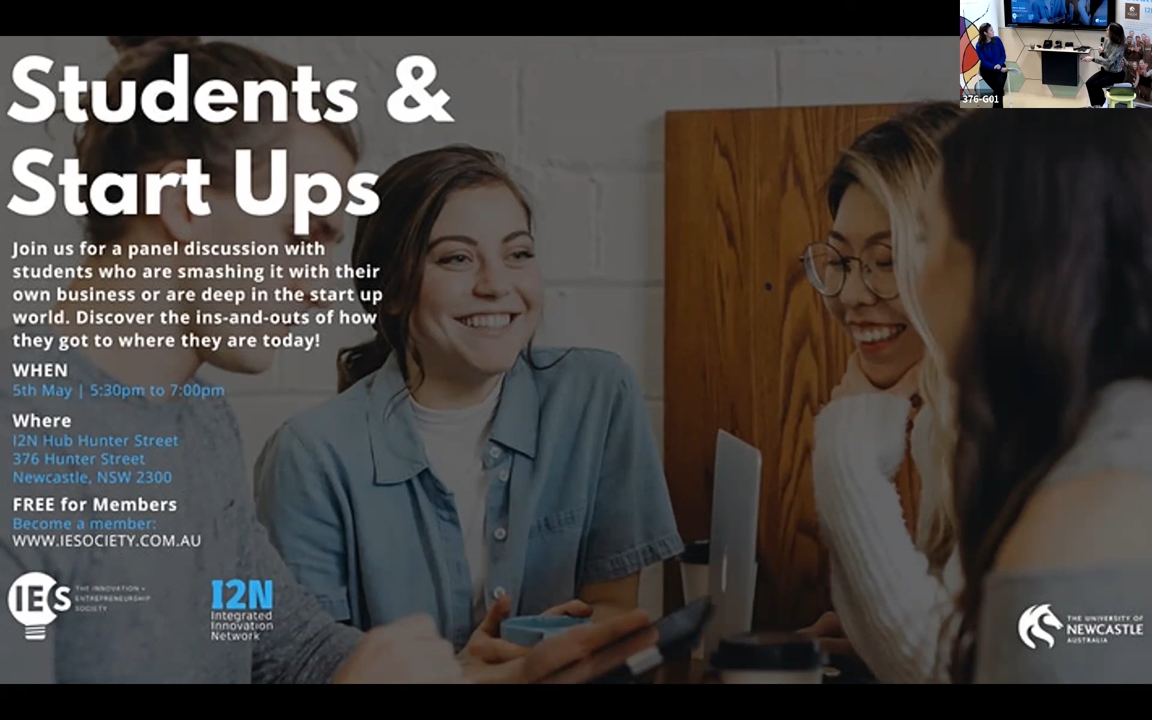 Students &
Start Ups
Join us for a panel discussion with
students who are smashing it with their
own business or are deep in the start up
world. Discover the ins-and-outs of how
they got to where they are today!
WHEN
5th May | 5:30pm to 7:00pm
Where
I2N Hub Hunter Street
376 Hunter Street
Newcastle, NSW 2300
FREE for Members
Become a member:
WWW.IESOCIETY.COM.AU
IES
THE INNOVATION +
ENTREPRENEURSHIP
SOCIETY
I2N
Integrated
Innovation
Network
THE UNIVERSITY OF
NEWCASTLE
AUSTRALIA
376-G01